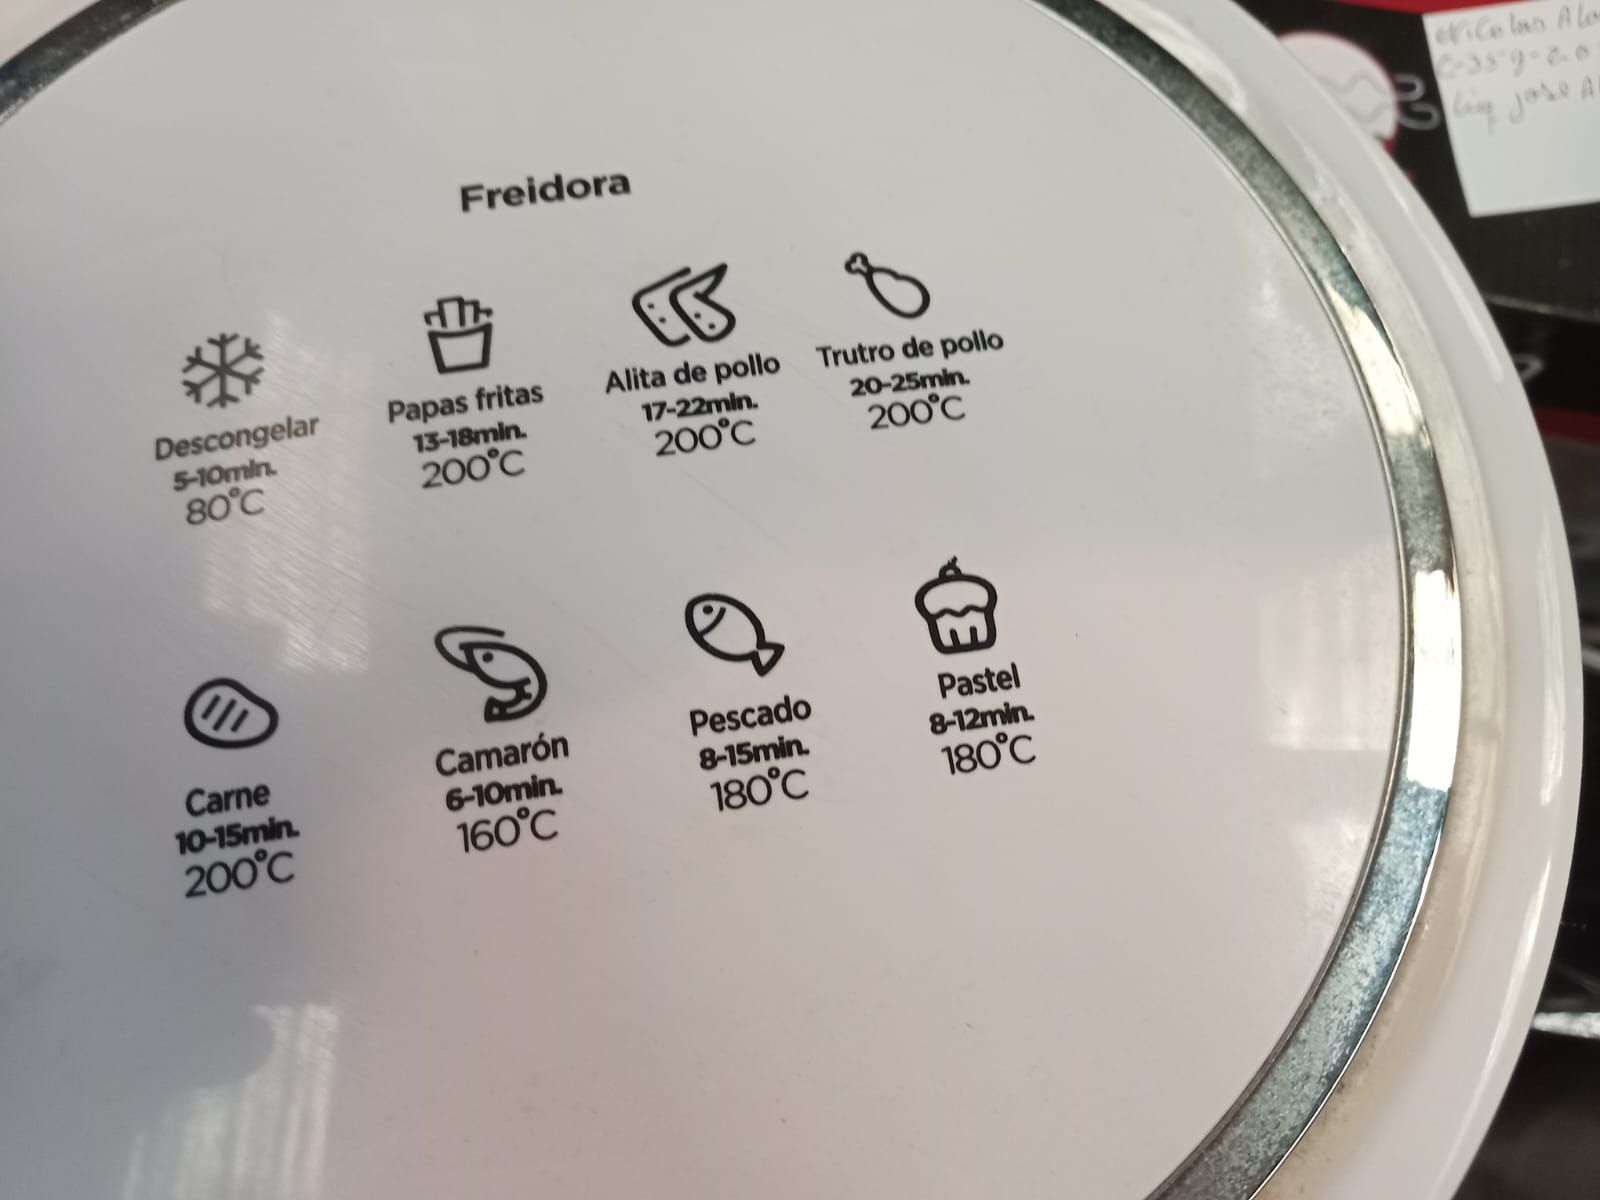 Freidora
Descongelar
5-10min.
80°C
Papas fritas
13-18min.
200°C
Alita de pollo
17-22min.
200°C
Trutro de pollo
20-25min.
200°C
Carne
10-15min.
200°C
Camarón
6-10min.
160°C
Pescado
8-15min.
180°C
Pastel
8-12min.
180°C